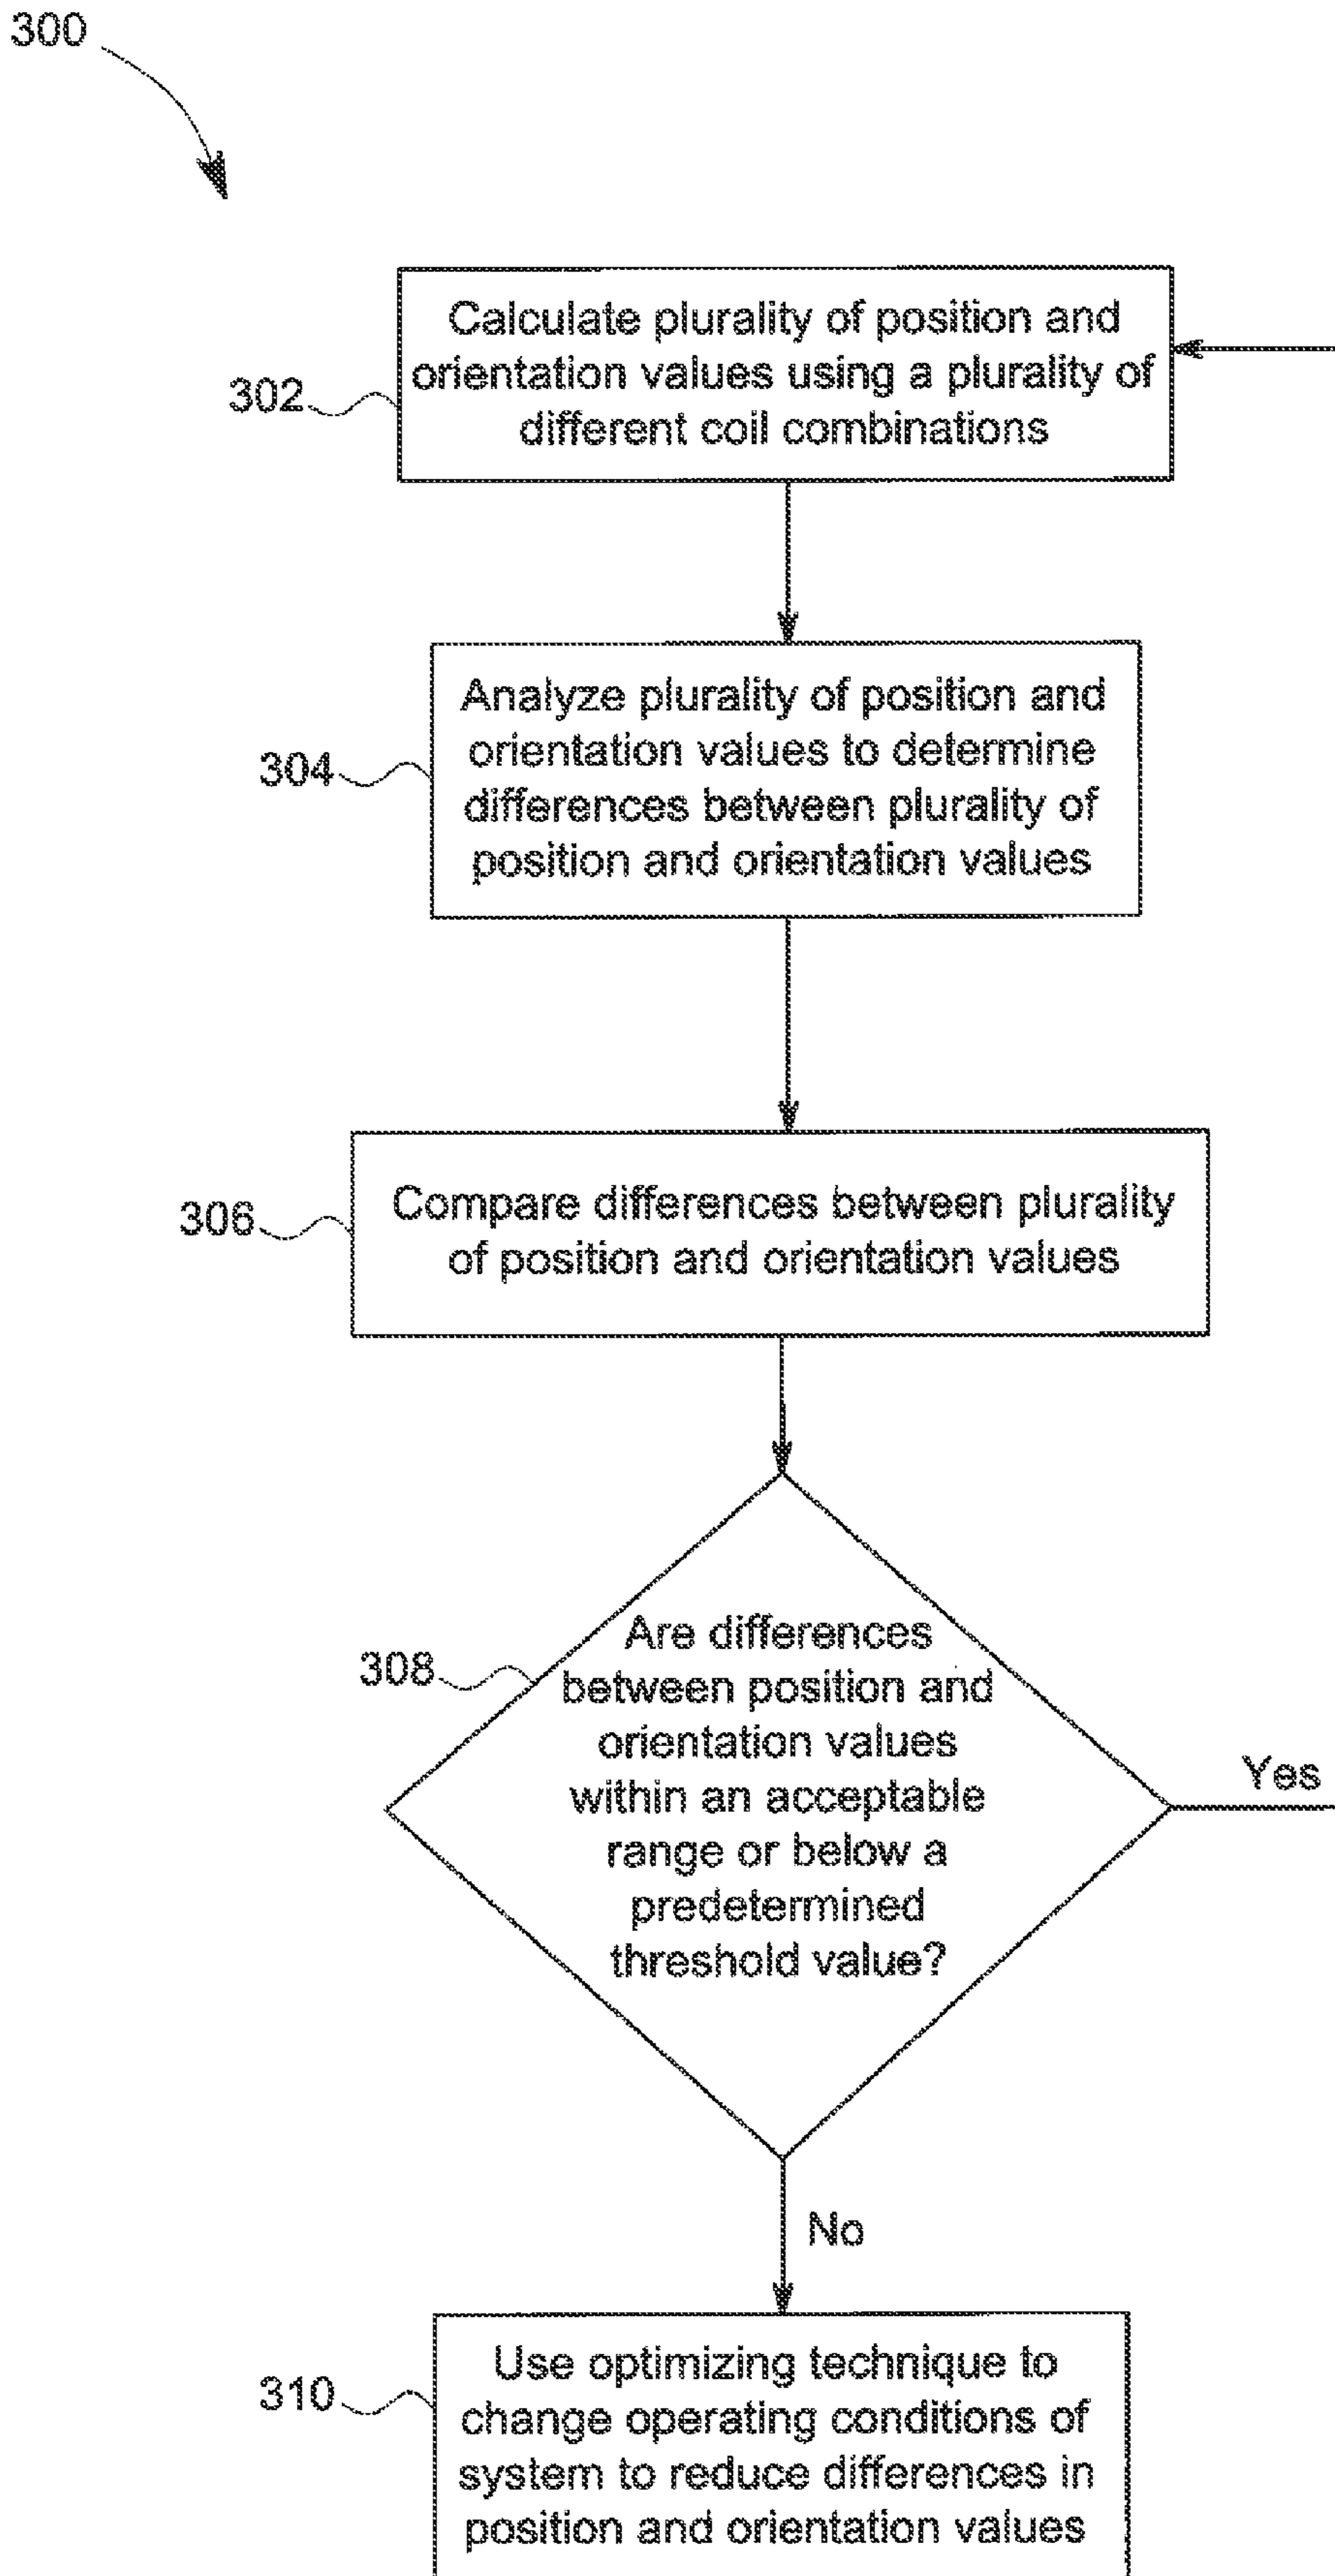 300
Calculate plurality of position and
orientation values using a plurality of
different coil combinations
302
Analyze plurality of position and
orientation values to determine
differences between plurality of
position and orientation values
304
Compare differences between plurality
of position and orientation values
306
Are differences
between position and
orientation values
within an acceptable
range or below a
predetermined
threshold value?
308
Yes
No
Use optimizing technique to
change operating conditions of
system to reduce differences in
position and orientation values
310